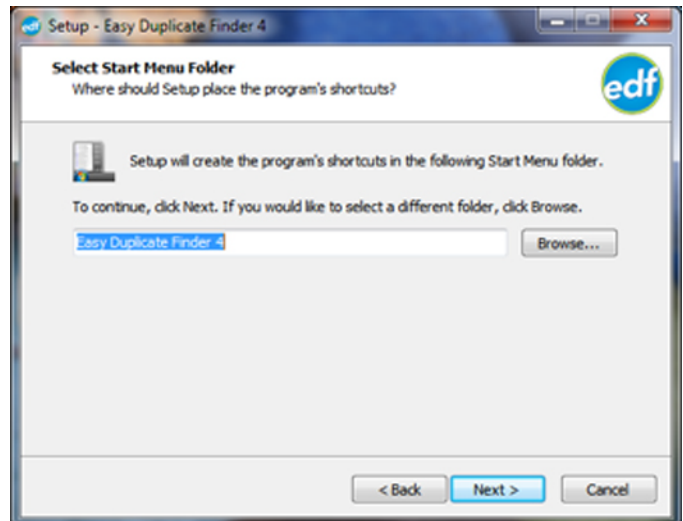 Setup - Easy Duplicate Finder 4
Select Start Menu Folder
Where should Setup place the program's shortcuts?
edf
Setup will create the program's shortcuts in the following Start Menu folder.
To continue, click Next. If you would like to select a different folder, click Browse.
Easy Duplicate Finder 4
Browse...
< Back
Next >
Cancel